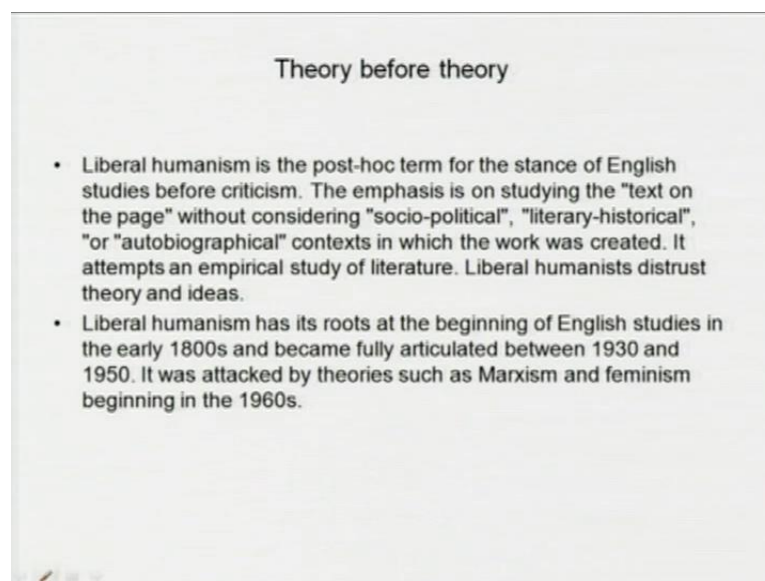 Theory before theory
• Liberal humanism is the post-hoc term for the stance of English
studies before criticism. The emphasis is on studying the "text on
the page" without considering "socio-political", "literary-historical",
"or "autobiographical" contexts in which the work was created. It
attempts an empirical study of literature. Liberal humanists distrust
theory and ideas.
• Liberal humanism has its roots at the beginning of English studies in
the early 1800s and became fully articulated between 1930 and
1950. It was attacked by theories such as Marxism and feminism
beginning in the 1960s.